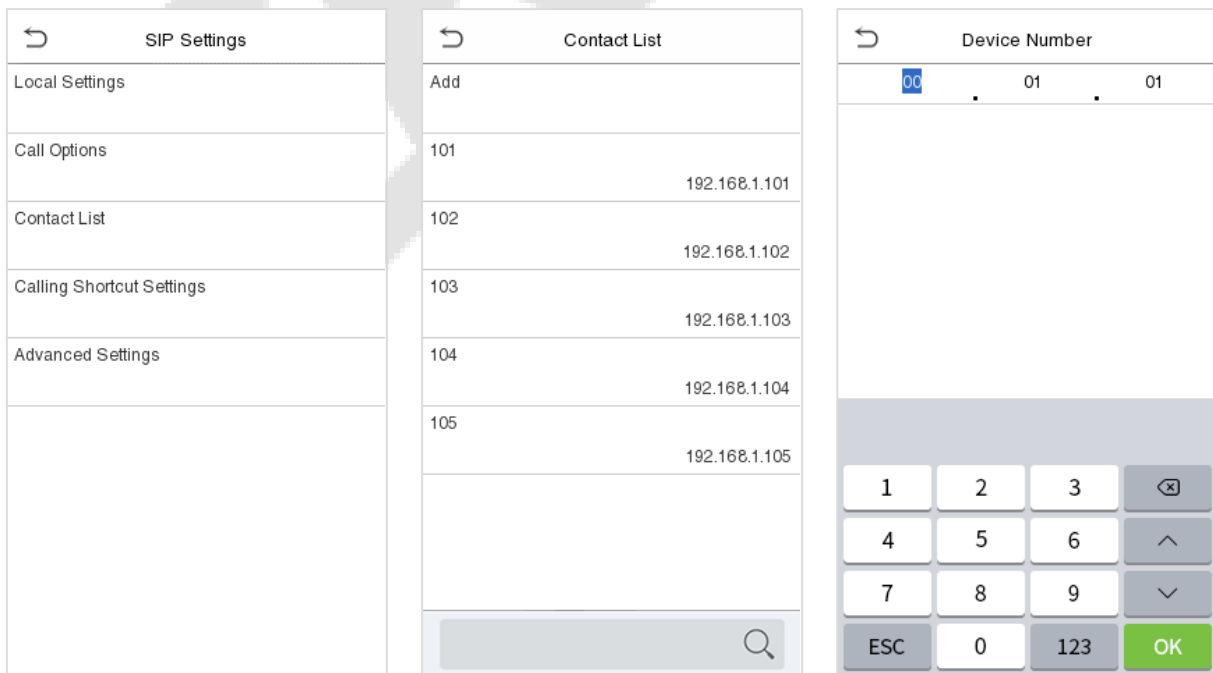 SIP Settings
Local Settings
Call Options
Contact List
Calling Shortcut Settings
Advanced Settings
Contact List
Add
101
192.168.1.101
102
192.168.1.102
103
192.168.1.103
104
192.168.1.104
105
192.168.1.105
Device Number
00 . 01 . 01
1 2 3
4 5 6
7 8 9
ESC 0 123 OK